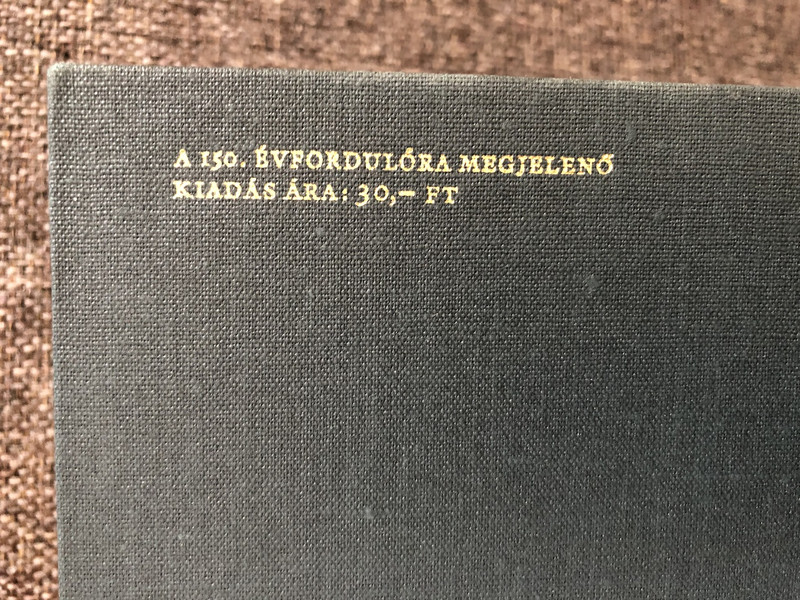 A 150. ÉVFORDULÓRA MEGJELENŐ
KIADÁS ÁRA: 30,– FT